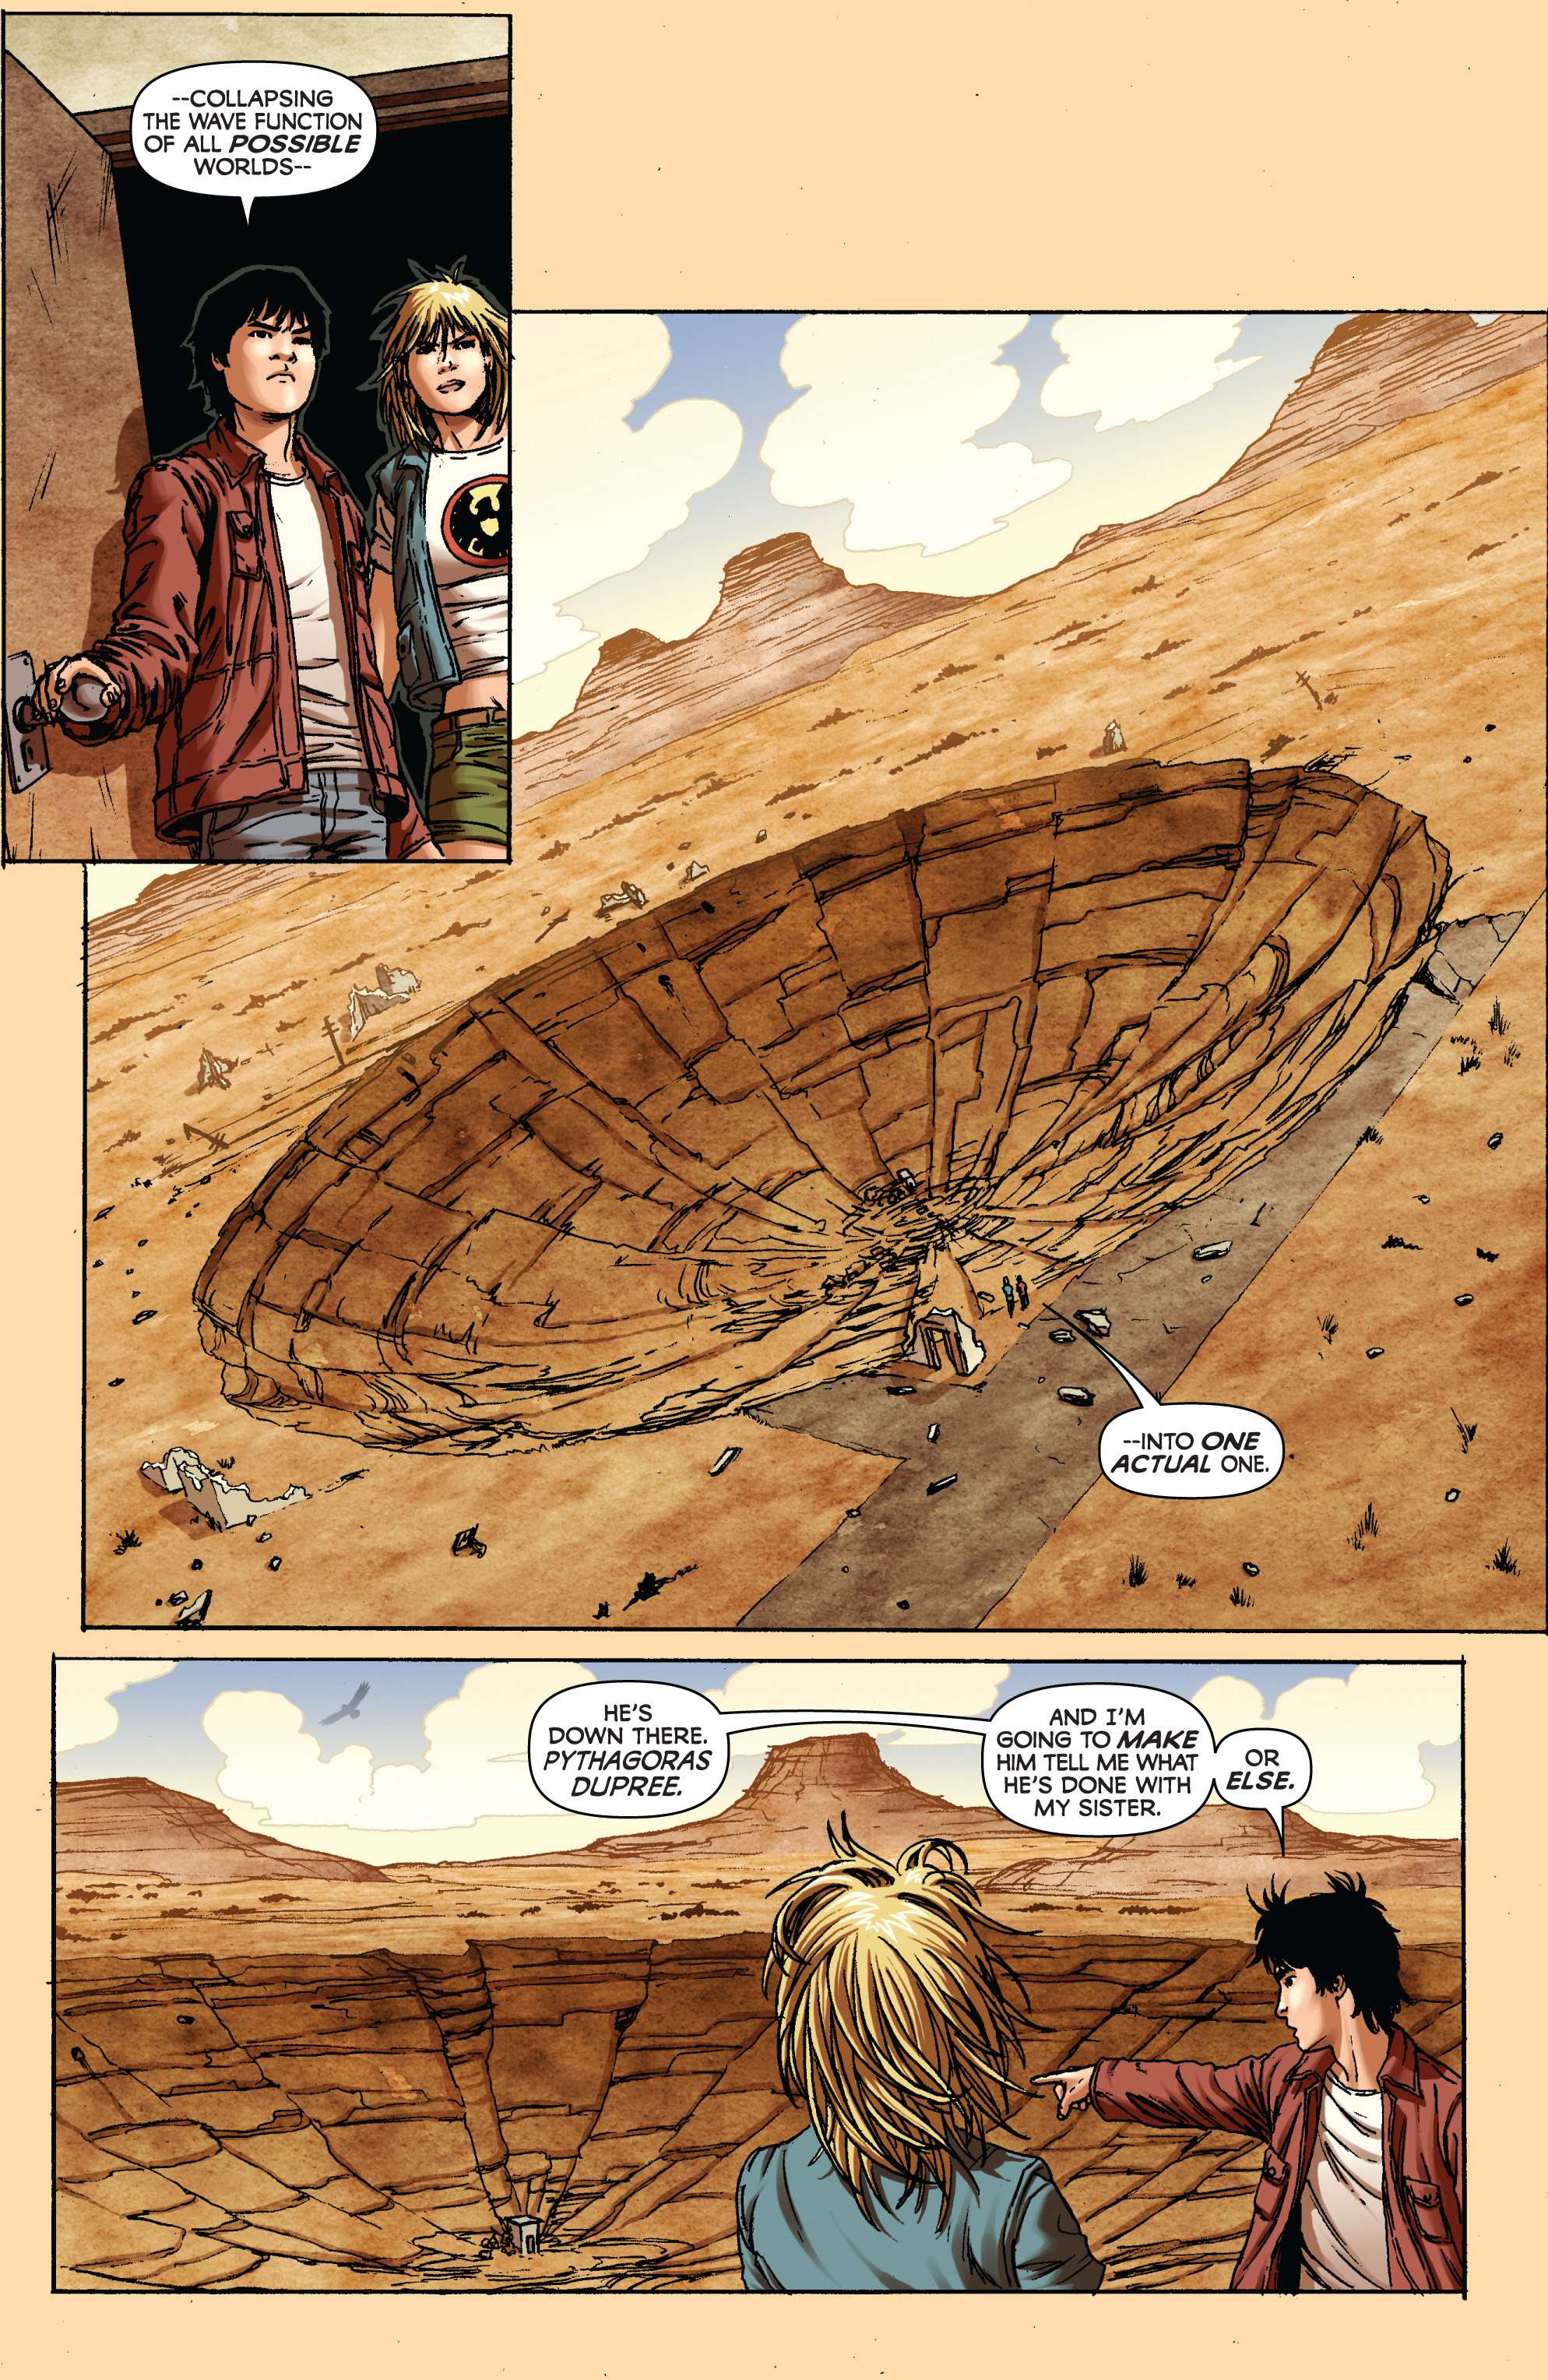 --COLLAPSING
THE WAVE FUNCTION
OF ALL POSSIBLE
WORLDS--
--INTO ONE
ACTUAL ONE.
HE'S
DOWN THERE.
PYTHAGORAS
DUPREE.
AND I'M
GOING TO MAKE
HIM TELL ME WHAT
HE'S DONE WITH
MY SISTER.
OR
ELSE.